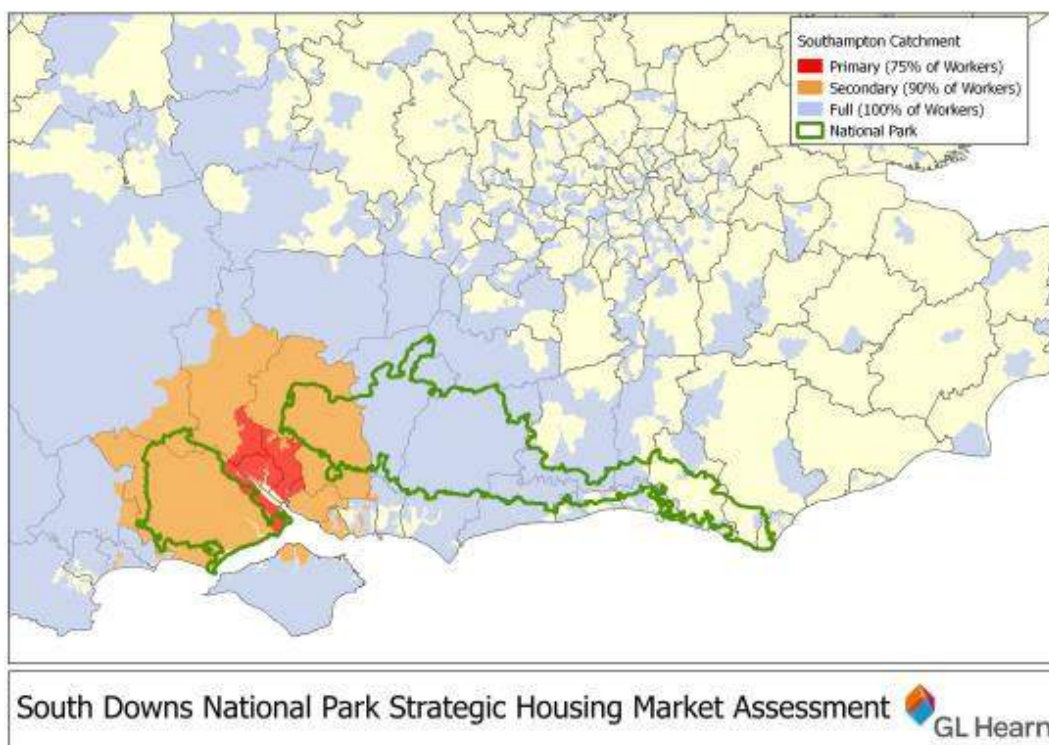 Southampton Catchment
Primary (75% of Workers)
Secondary (90% of Workers)
Full (100% of Workers)
National Park
South Downs National Park Strategic Housing Market Assessment
GL Hearn